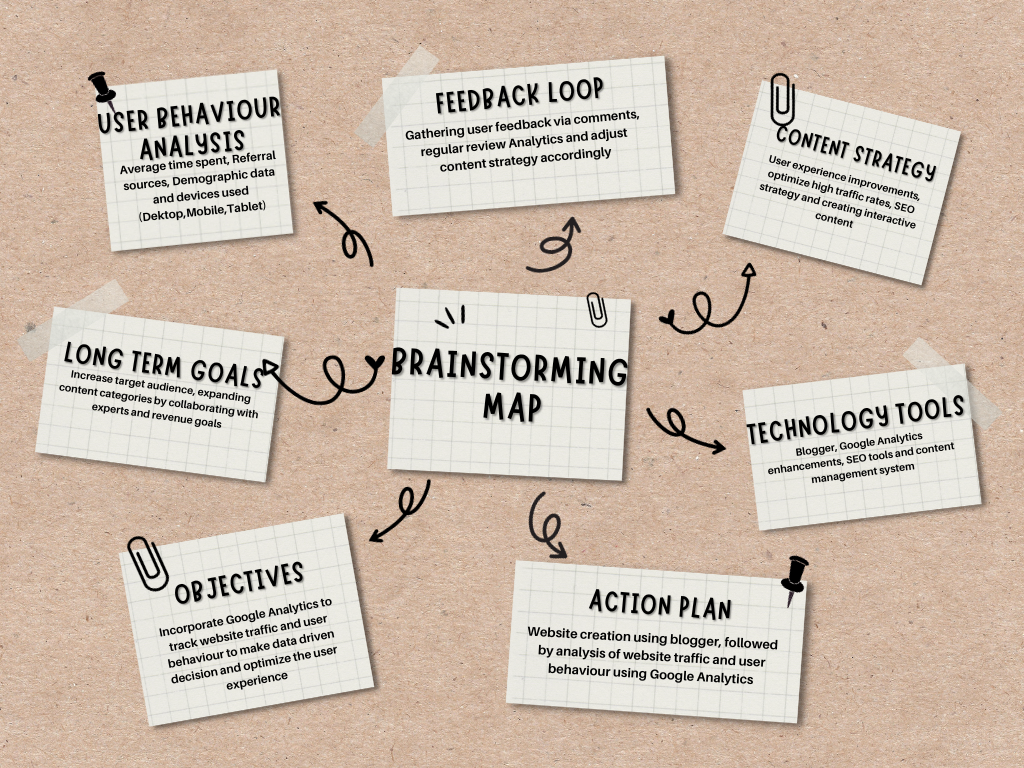 USER BEHAVIOUR
ANALYSIS
Average time spent, Referral
sources, Demographic data
and devices used
(Dektop,Mobile,Tablet)
FEEDBACK LOOP
Gathering user feedback via comments,
regular review Analytics and adjust
content strategy accordingly
CONTENT STRATEGY
User experience improvements,
optimize high traffic rates, SEO
strategy and creating interactive
content
LONG TERM GOALS
Increase target audience, expanding
content categories by collaborating with
experts and revenue goals
BRAINSTORMING
MAP
TECHNOLOGY TOOLS
Blogger, Google Analytics
enhancements, SEO tools and content
management system
OBJECTIVES
Incorporate Google Analytics to
track website traffic and user
behaviour to make data driven
decision and optimize the user
experience
ACTION PLAN
Website creation using blogger, followed
by analysis of website traffic and user
behaviour using Google Analytics